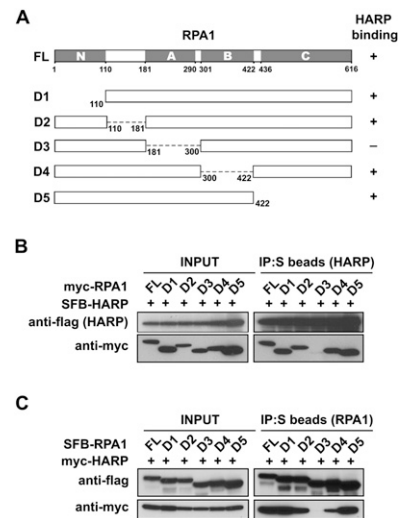 A
RPA1
HARP
binding
FL N A B C +
1 110 181 290 301 422 436 616
D1 110 +
D2 110 181 +
D3 181 300 –
D4 300 422 +
D5 422 +
B
INPUT IP:S beads (HARP)
myc-RPA1 FL D1 D2 D3 D4 D5 FL D1 D2 D3 D4 D5
SFB-HARP + + + + + + + + + + + +
anti-flag (HARP)
anti-myc
C
INPUT IP:S beads (RPA1)
SFB-RPA1 FL D1 D2 D3 D4 D5 FL D1 D2 D3 D4 D5
myc-HARP + + + + + + + + + + + +
anti-flag
anti-myc